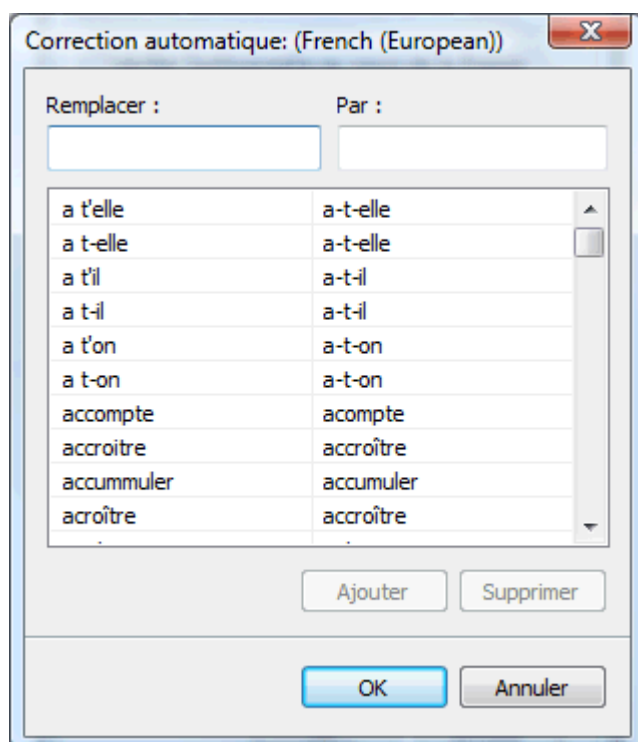 Correction automatique: (French (European))
Remplacer : Par :
a t'elle a-t-elle
a t-elle a-t-elle
a t'il a-t-il
a t-il a-t-il
a t'on a-t-on
a t-on a-t-on
accompte acompte
accroitre accroître
accummuler accumuler
acroître accroître
Ajouter Supprimer
OK Annuler